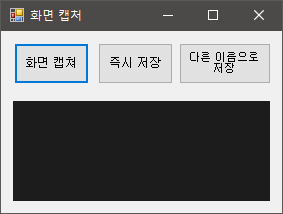 화면 캡처
화면 캡쳐
즉시 저장
다른 이름으로
저장